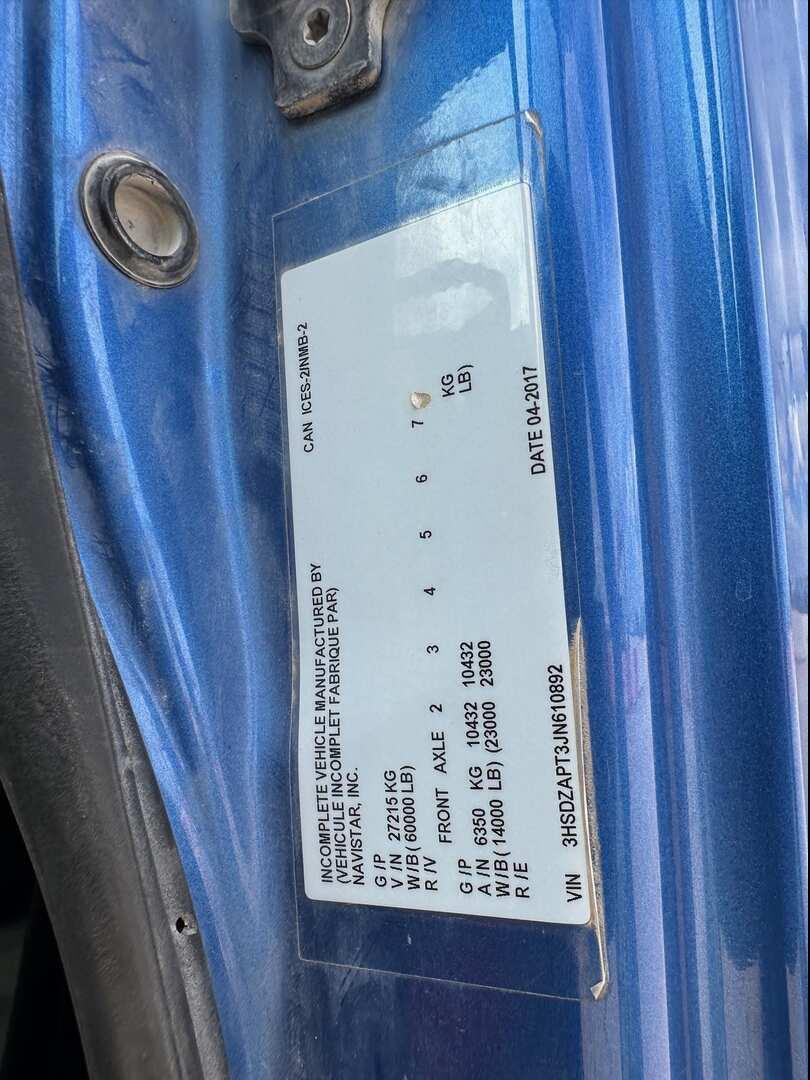 INCOMPLETE VEHICLE MANUFACTURED BY CAN ICES-2/NMB-2
(VEHICULE INCOMPLET FABRIQUE PAR)
NAVISTAR, INC.
G /P
V /N 27215 KG
W/B ( 60000 LB)
R /V FRONT AXLE 2 3 4 5 6 7
G /P
A /N 6350 KG 10432 10432 KG
W/B ( 14000 LB) (23000 23000 LB)
R /E
VIN 3HSDZAPT3JN610892 DATE 04-2017